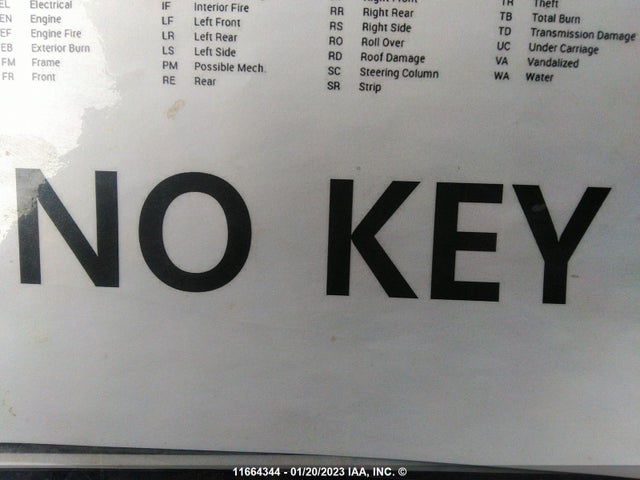 EL Electrical
EN Engine
EF Engine Fire
EB Exterior Burn
FM Frame
FR Front
IF Interior Fire
LF Left Front
LR Left Rear
LS Left Side
PM Possible Mech.
RE Rear
Right Front
RR Right Rear
RS Right Side
RO Roll Over
RD Roof Damage
SC Steering Column
SR Strip
TR Theft
TB Total Burn
TD Transmission Damage
UC Under Carriage
VA Vandalized
WA Water
NO KEY
11664344 - 01/20/2023 IAA, INC. ©